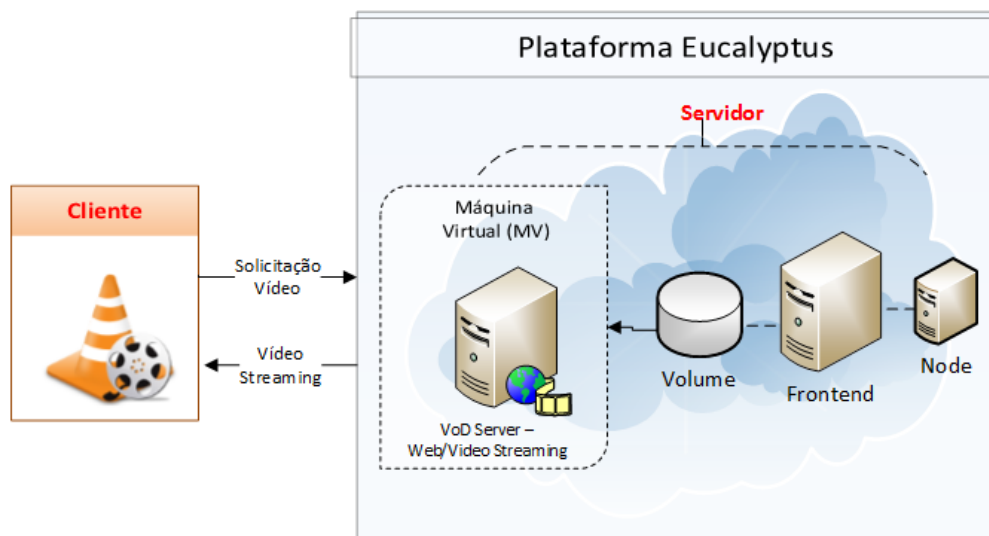 Plataforma Eucalyptus
Servidor
Cliente
Máquina
Virtual (MV)
Solicitação
Vídeo
Vídeo
Streaming
Volume
Frontend
Node
VoD Server –
Web/Video Streaming